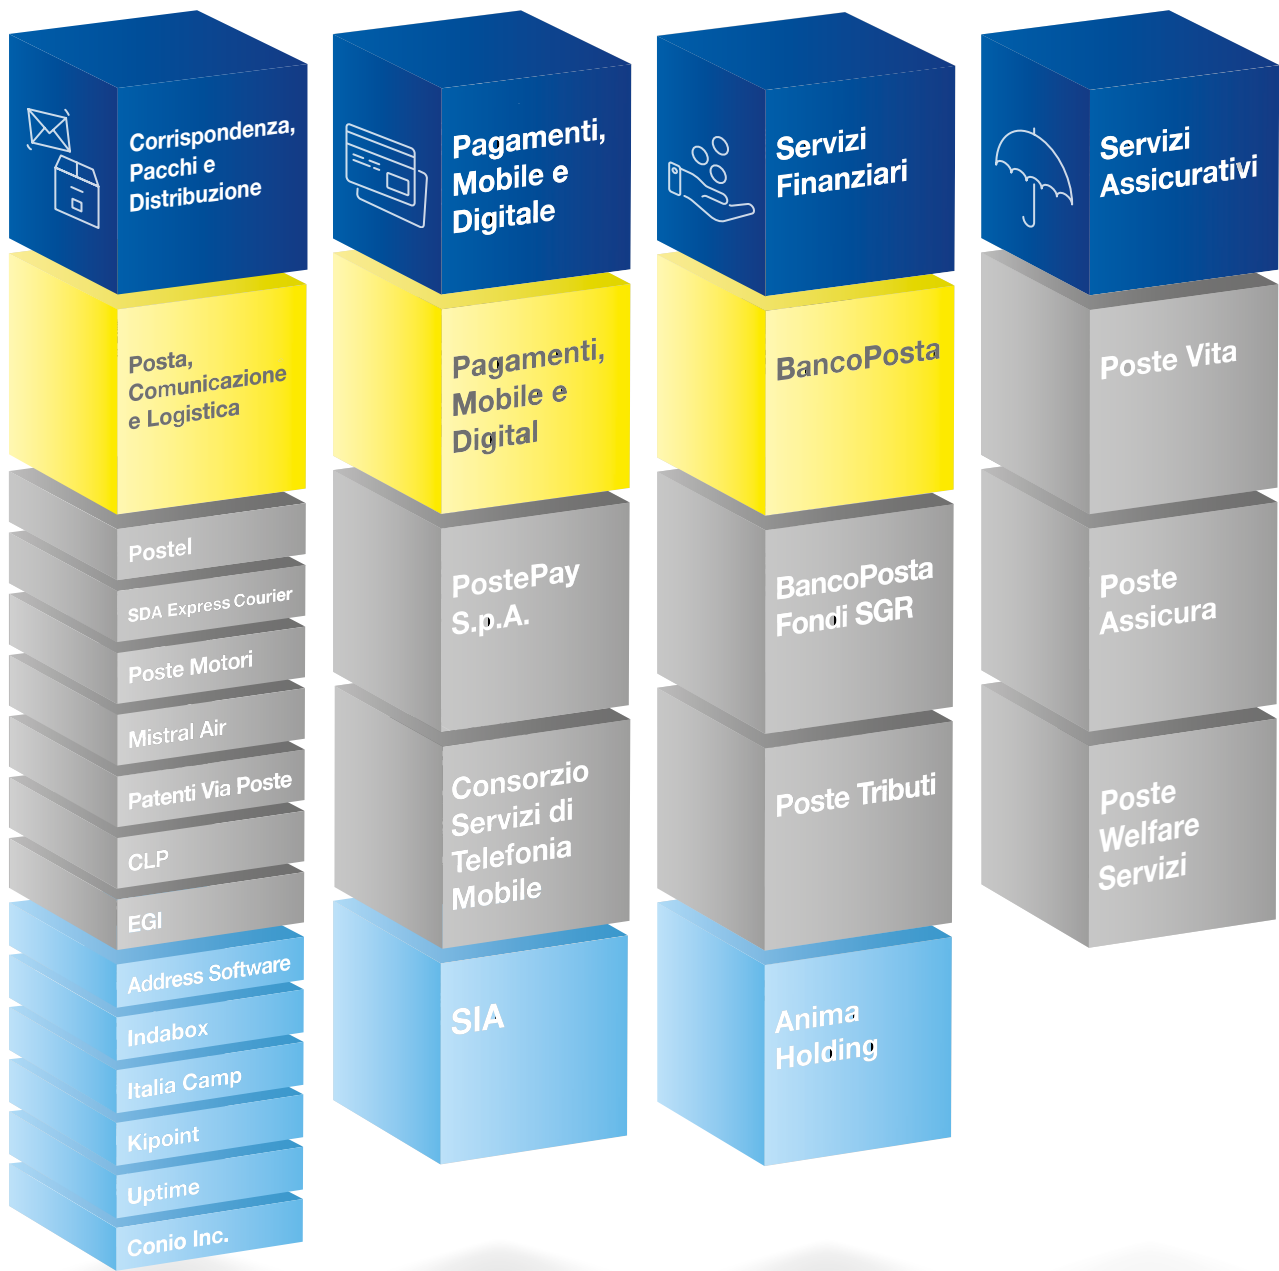 Corrispondenza,
Pacchi e
Distribuzione
Posta,
Comunicazione
e Logistica
Postel
SDA Express Courier
Poste Motori
Mistral Air
Patenti Via Poste
CLP
EGI
Address Software
Indabox
Italia Camp
Kipoint
Uptime
Conio Inc.
Pagamenti,
Mobile e
Digitale
Pagamenti,
Mobile e
Digital
PostePay
S.p.A.
Consorzio
Servizi di
Telefonia
Mobile
SIA
Servizi
Finanziari
BancoPosta
BancoPosta
Fondi SGR
Poste Tributi
Anima
Holding
Servizi
Assicurativi
Poste Vita
Poste
Assicura
Poste
Welfare
Servizi